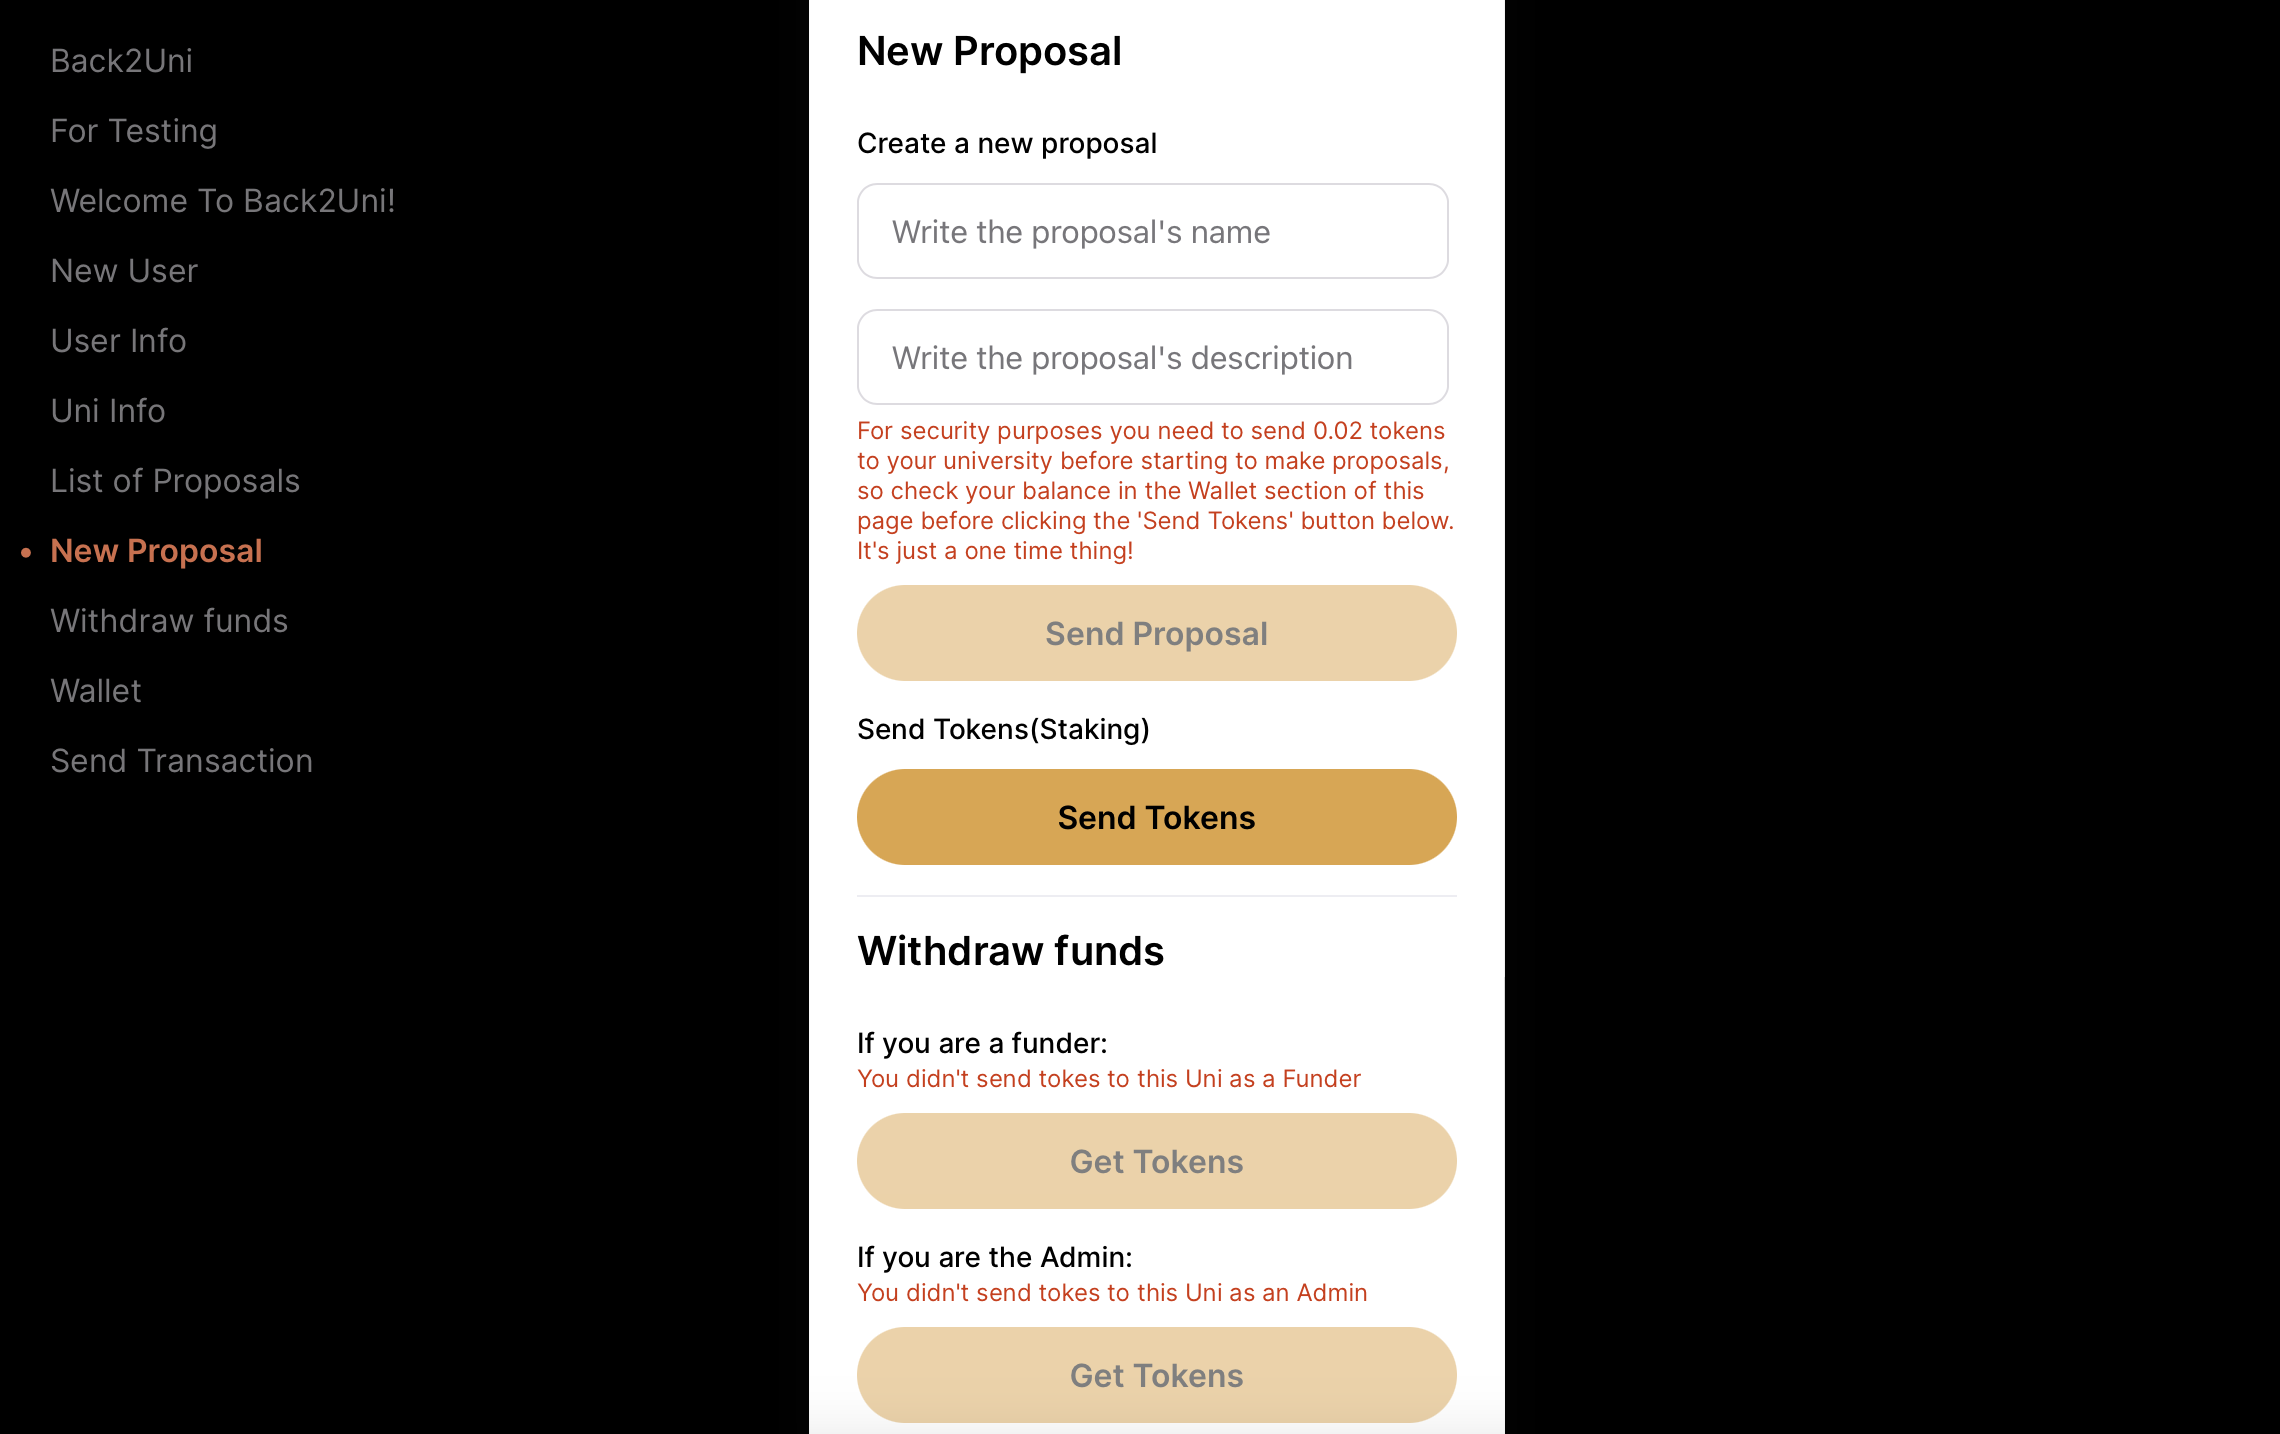 Back2Uni
For Testing
Welcome To Back2Uni!
New User
User Info
Uni Info
List of Proposals
New Proposal
Withdraw funds
Wallet
Send Transaction
New Proposal
Create a new proposal
Write the proposal's name
Write the proposal's description
For security purposes you need to send 0.02 tokens
to your university before starting to make proposals,
so check your balance in the Wallet section of this
page before clicking the 'Send Tokens' button below.
It's just a one time thing!
Send Proposal
Send Tokens(Staking)
Send Tokens
Withdraw funds
If you are a funder:
You didn't send tokes to this Uni as a Funder
Get Tokens
If you are the Admin:
You didn't send tokes to this Uni as an Admin
Get Tokens